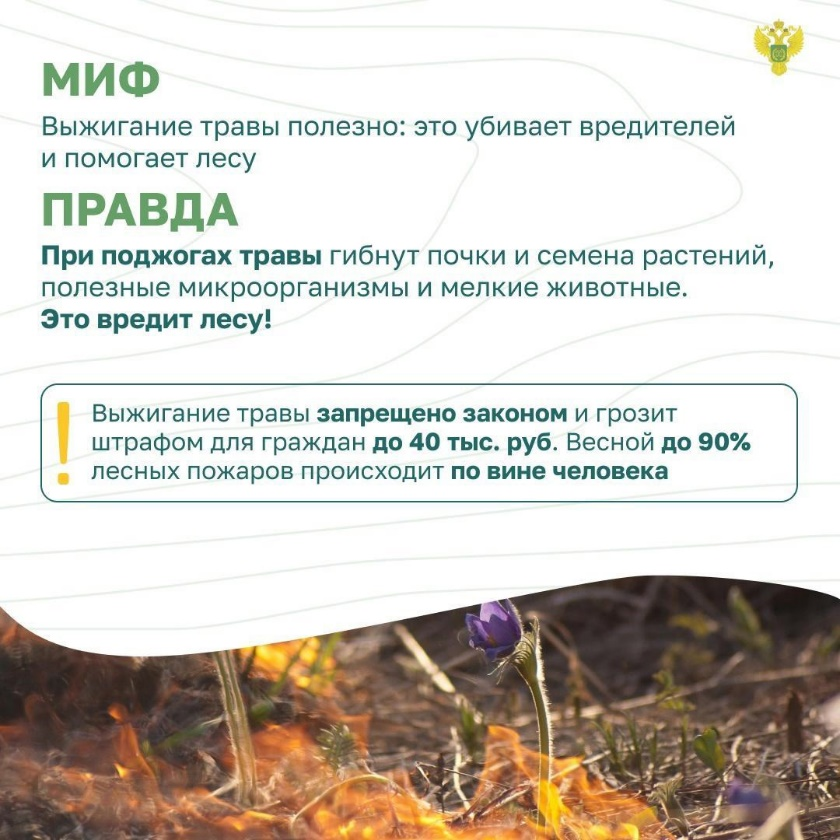 МИФ
Выжигание травы полезно: это убивает вредителей
и помогает лесу
ПРАВДА
При поджогах травы гибнут почки и семена растений,
полезные микроорганизмы и мелкие животные.
Это вредит лесу!
! Выжигание травы запрещено законом и грозит
штрафом для граждан до 40 тыс. руб. Весной до 90%
лесных пожаров происходит по вине человека